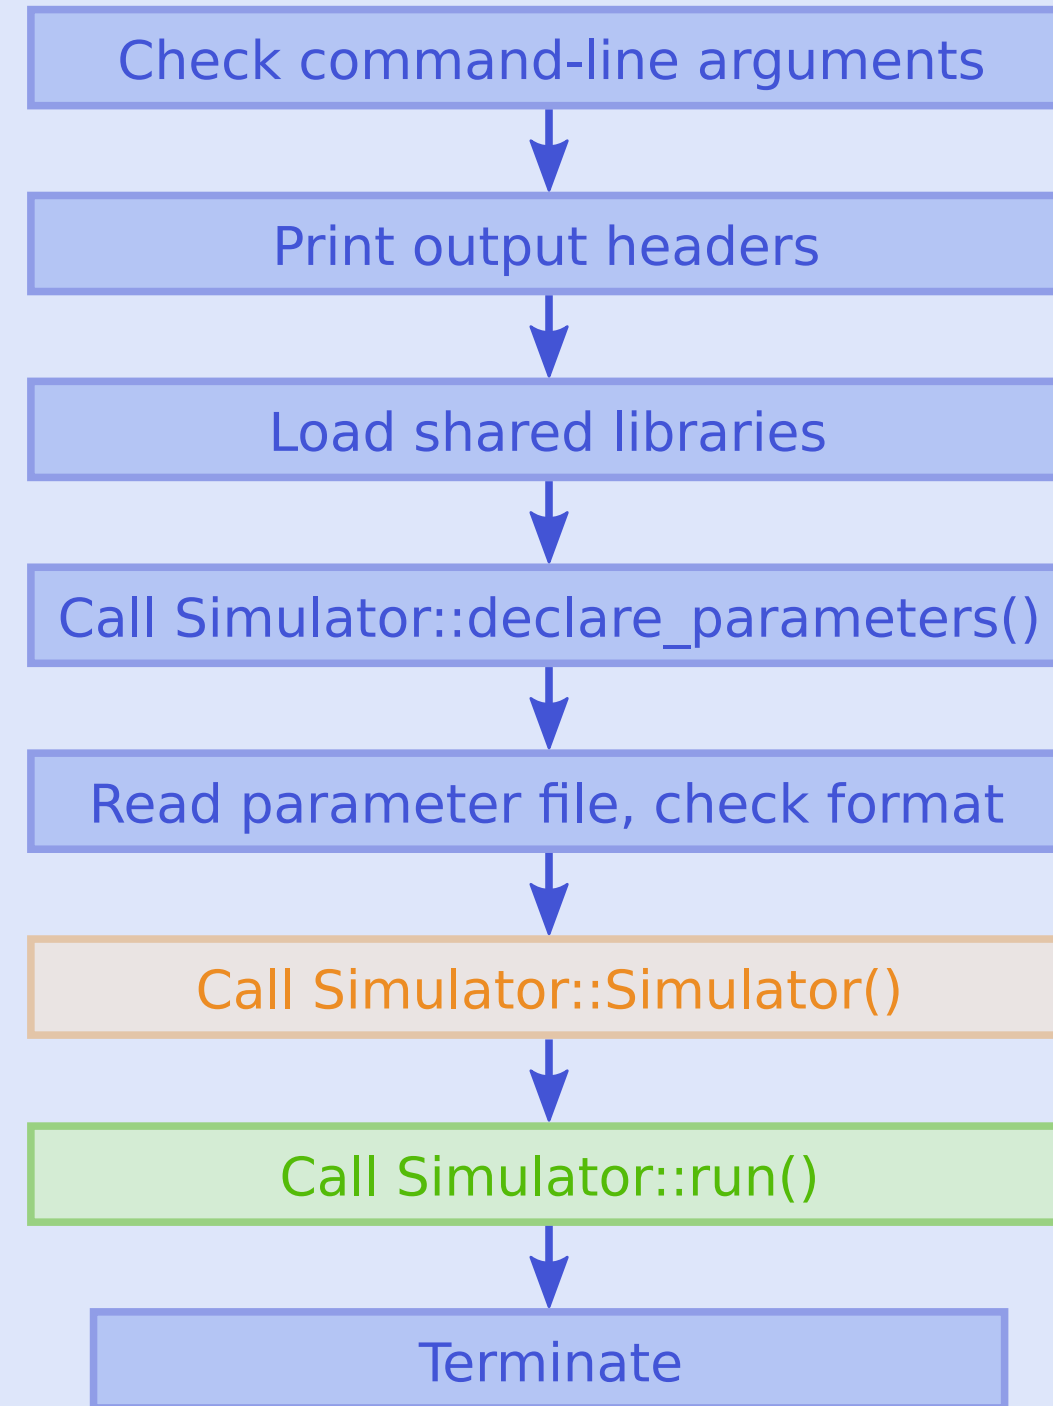 Check command-line arguments
Print output headers
Load shared libraries
Call Simulator::declare_parameters()
Read parameter file, check format
Call Simulator::Simulator()
Call Simulator::run()
Terminate